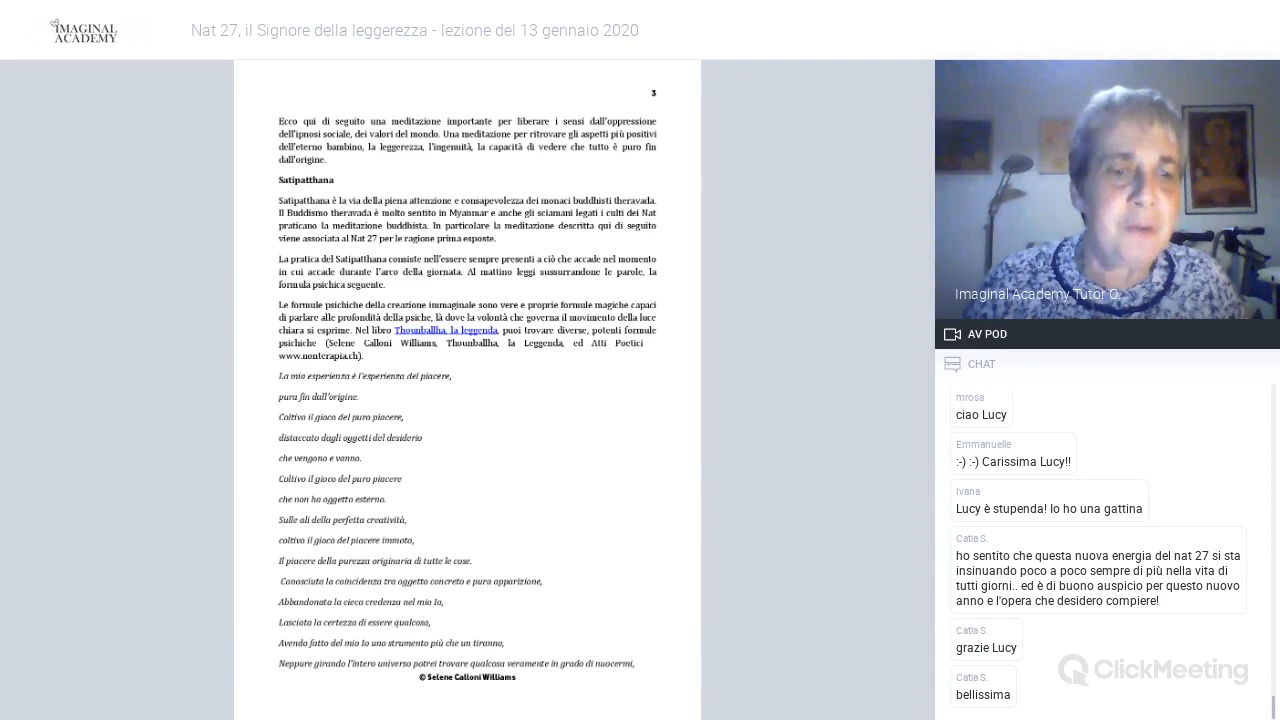 IMAGINAL
ACADEMY
Nat 27, il Signore della leggerezza - lezione del 13 gennaio 2020
3
Ecco qui di seguito una meditazione importante per liberare i sensi dall'oppressione
dell'ipnosi sociale, dei valori del mondo. Una meditazione per ritrovare gli aspetti più positivi
dell'eterno bambino, la leggerezza, l'ingenuità, la capacità di vedere che tutto è puro fin
dall'origine.
Satipatthana
Satipatthana è la via della piena attenzione e consapevolezza dei monaci buddhisti theravada.
Il Buddismo theravada è molto sentito in Myanmar e anche gli sciamani legati i culti dei Nat
praticano la meditazione buddhista. In particolare la meditazione descritta qui di seguito
viene associata al Nat 27 per le ragione prima esposte.
La pratica del Satipatthana consiste nell'essere sempre presenti a ciò che accade nel momento
in cui accade durante l'arco della giornata. Al mattino leggi sussurrandone le parole, la
formula psichica seguente.
Le formule psichiche della creazione immaginale sono vere e proprie formule magiche capaci
di parlare alle profondità della psiche, là dove la volontà che governa il movimento della luce
chiara si esprime. Nel libro Thounballha, la leggenda, puoi trovare diverse, potenti formule
psichiche (Selene Calloni Williams, Thounballha, la Leggenda, ed Atti Poetici
www.nonterapia.ch).
La mia esperienza è l'esperienza del piacere,
pura fin dall'origine.
Coltivo il gioco del puro piacere,
distaccato dagli oggetti del desiderio
che vengono e vanno.
Coltivo il gioco del puro piacere
che non ha oggetto esterno.
Sulle ali della perfetta creatività,
coltivo il gioco del piacere immoto,
Il piacere della purezza originaria di tutte le cose.
Conosciuta la coincidenza tra oggetto concreto e pura apparizione,
Abbandonata la cieca credenza nel mio Io,
Lasciata la certezza di essere qualcosa,
Avendo fatto del mio Io uno strumento più che un tiranno,
Neppure girando l'intero universo potrei trovare qualcosa veramente in grado di nuocermi,
© Selene Calloni Williams
Imaginal Academy Tutor O...
AV POD
CHAT
mrosa
ciao Lucy
Emmanuelle
:-) :-) Carissima Lucy!!
Ivana
Lucy è stupenda! Io ho una gattina
Catia S.
ho sentito che questa nuova energia del nat 27 si sta
insinuando poco a poco sempre di più nella vita di
tutti giorni.. ed è di buono auspicio per questo nuovo
anno e l'opera che desidero compiere!
Catia S.
grazie Lucy
Catia S.
bellissima
ClickMeeting